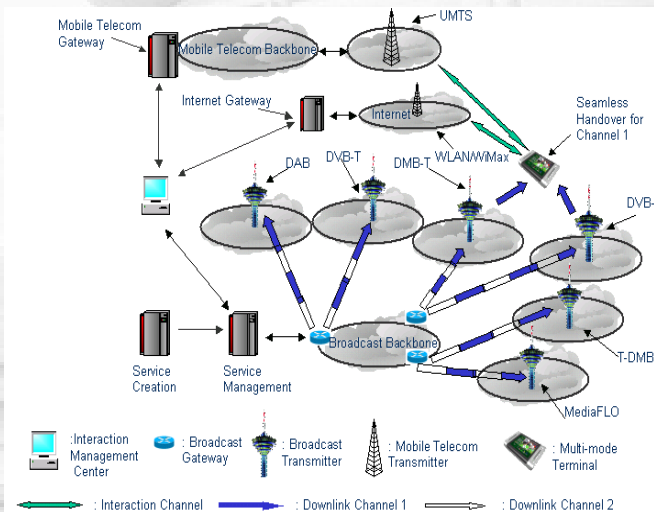 Mobile Telecom
Gateway
UMTS
Mobile Telecom Backbone
Internet Gateway
Internet
Seamless
Handover for
Channel 1
WLAN/WiMax
DAB
DVB-T
DMB-T
DVB-
Broadcast Backbone
Service
Creation
Service
Management
T-DMB
MediaFLO
:Interaction
Management
Center
: Broadcast
Gateway
: Broadcast
Transmitter
: Mobile Telecom
Transmitter
: Multi-mode
Terminal
: Interaction Channel
: Downlink Channel 1
: Downlink Channel 2